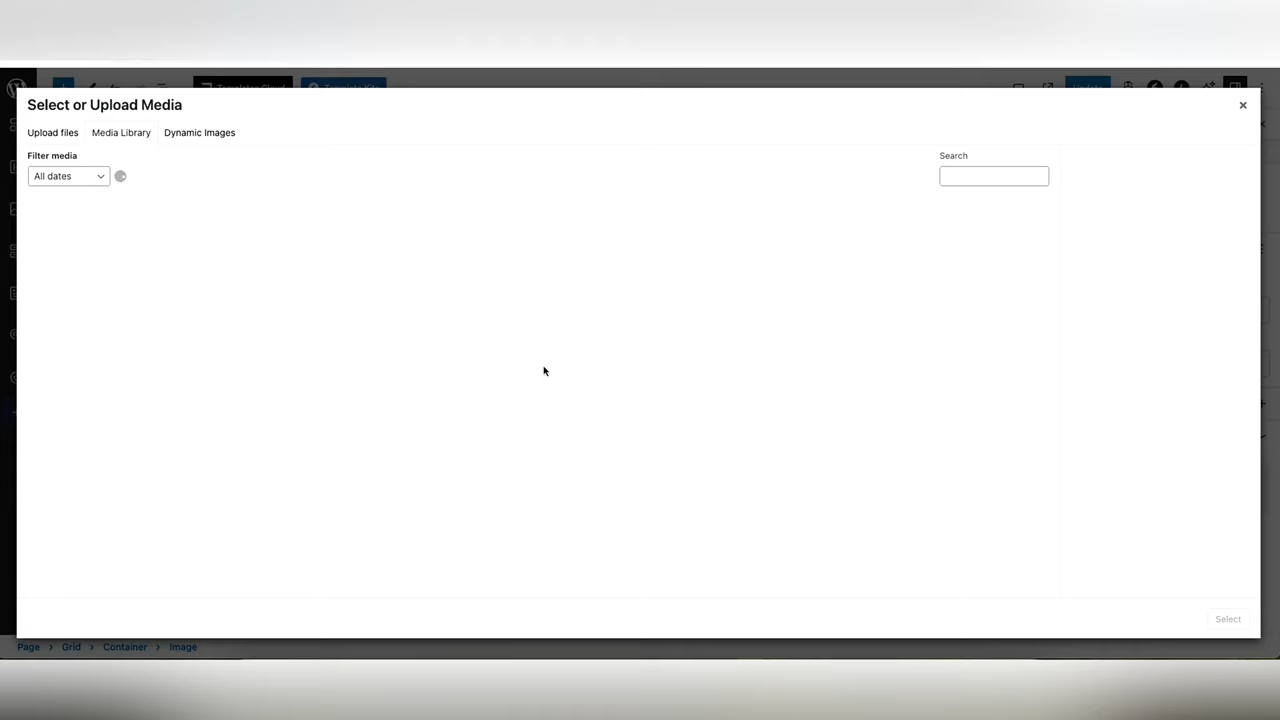 Select or Upload Media
Upload files
Media Library
Dynamic Images
Filter media
Search
All dates
Select
Page
Grid
Container
Image